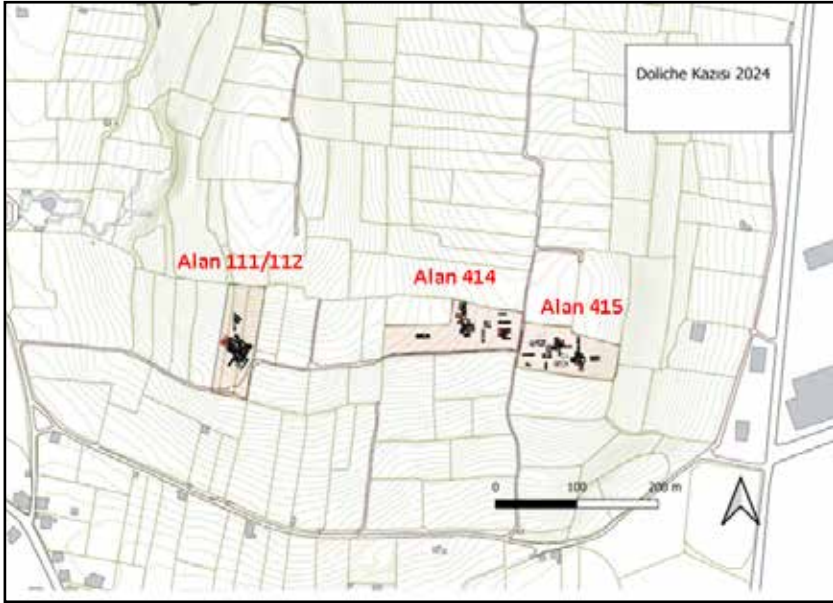 Doliche Kazısı 2024
Alan 111/112
Alan 414
Alan 415
0 100 200 m